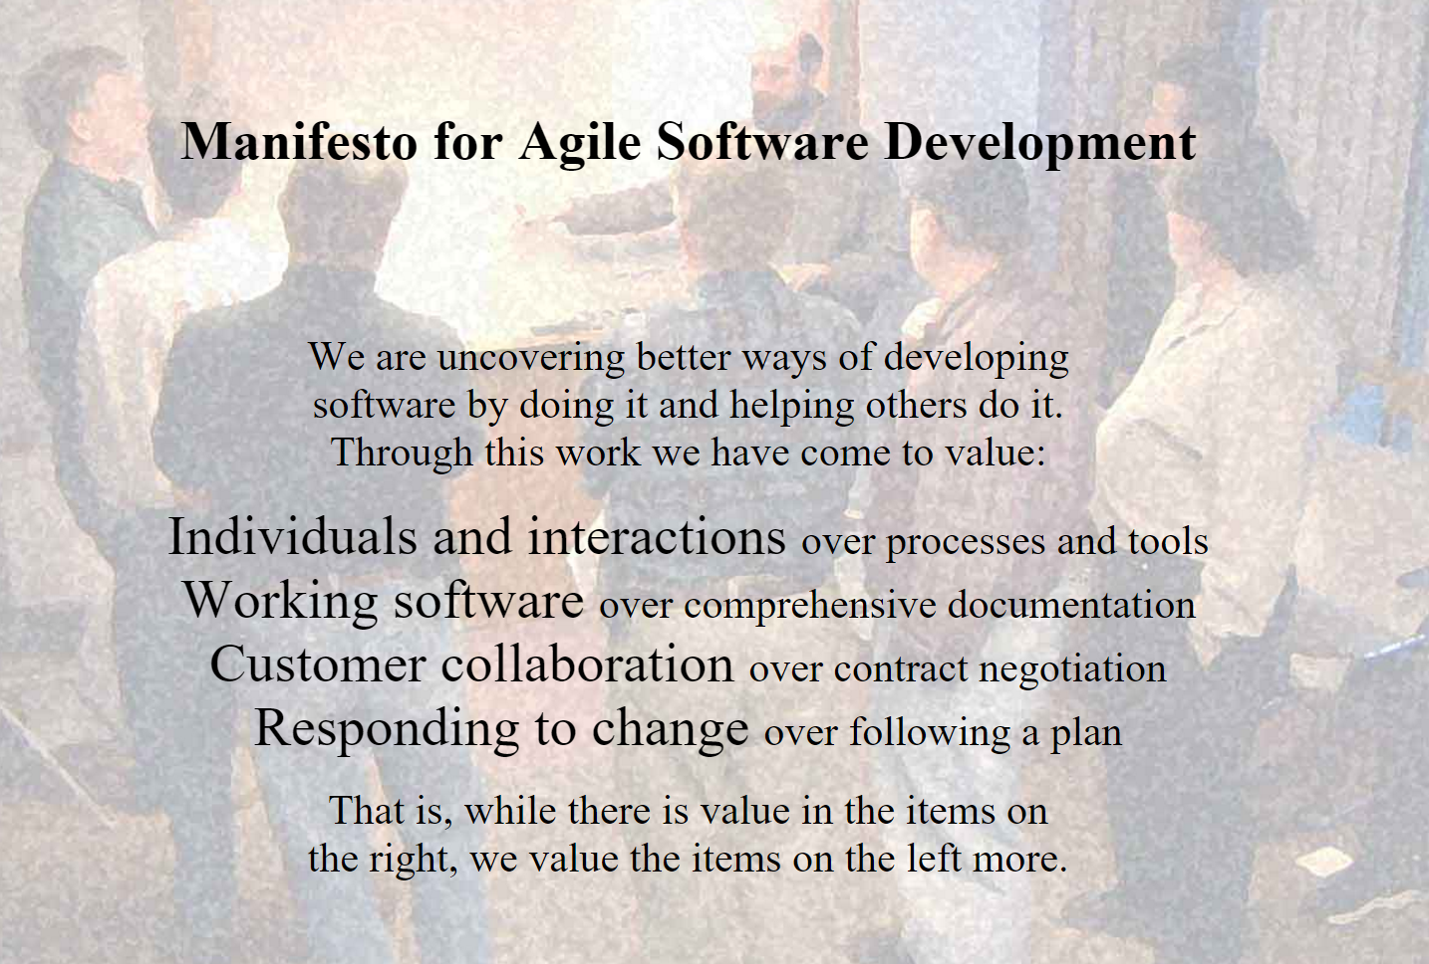 Manifesto for Agile Software Development
We are uncovering better ways of developing
software by doing it and helping others do it.
Through this work we have come to value:
Individuals and interactions over processes and tools
Working software over comprehensive documentation
Customer collaboration over contract negotiation
Responding to change over following a plan
That is, while there is value in the items on
the right, we value the items on the left more.